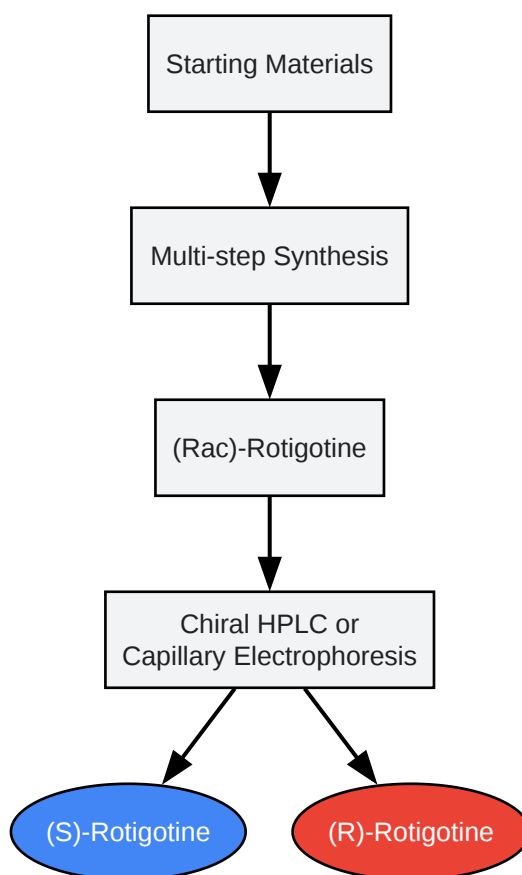 Starting Materials
Multi-step Synthesis
(Rac)-Rotigotine
Chiral HPLC or
Capillary Electrophoresis
(S)-Rotigotine
(R)-Rotigotine